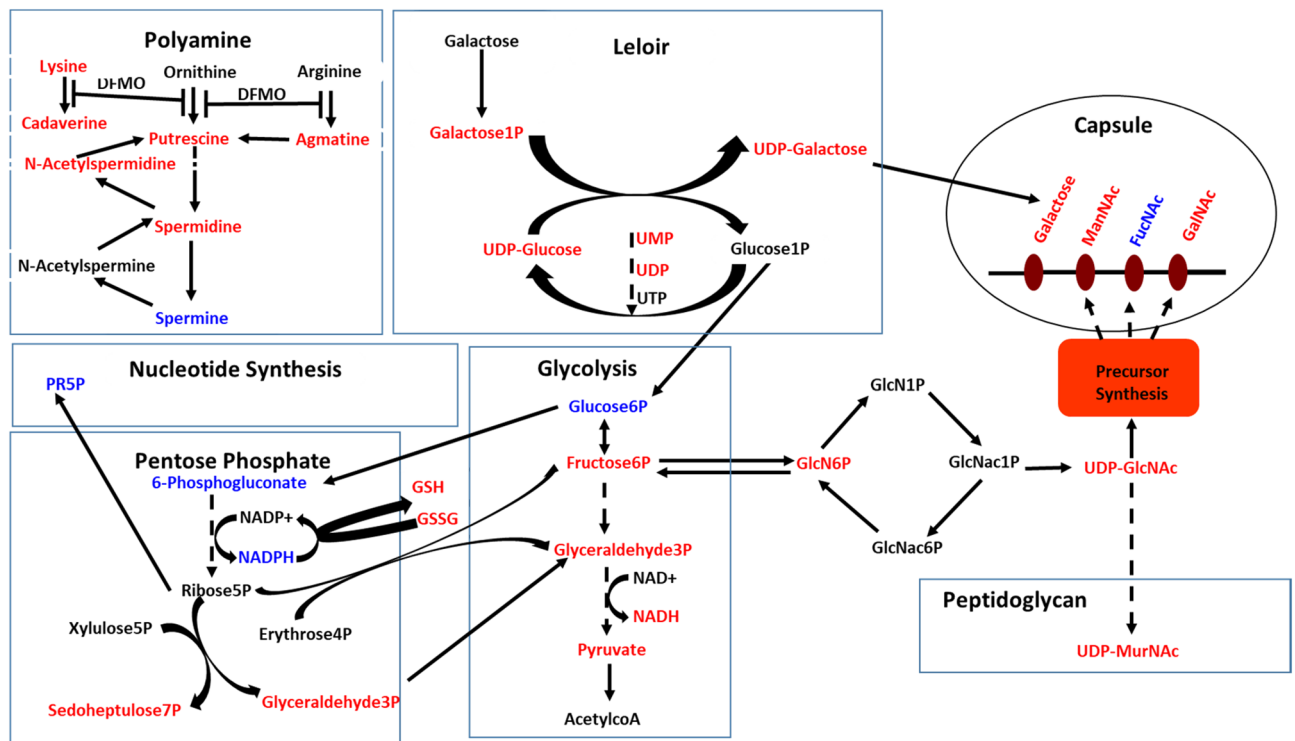 Polyamine
Lysine
Ornithine
Arginine
DFMO
DFMO
Cadaverine
Putrescine
Agmatine
N-Acetylspermidine
Spermidine
N-Acetylspermine
Spermine
Leloir
Galactose
Galactose1P
UDP-Galactose
UDP-Glucose
UMP
UDP
UTP
Glucose1P
Capsule
Galactose
ManNAc
FucNAc
GalNAc
Precursor
Synthesis
Nucleotide Synthesis
PR5P
Pentose Phosphate
6-Phosphogluconate
NADP+
NADPH
GSH
GSSG
Ribose5P
Xylulose5P
Erythrose4P
Sedoheptulose7P
Glyceraldehyde3P
Glycolysis
Glucose6P
Fructose6P
Glyceraldehyde3P
NAD+
NADH
Pyruvate
AcetylcoA
GlcN1P
GlcN6P
GlcNac1P
GlcNac6P
UDP-GlcNAc
Peptidoglycan
UDP-MurNAc